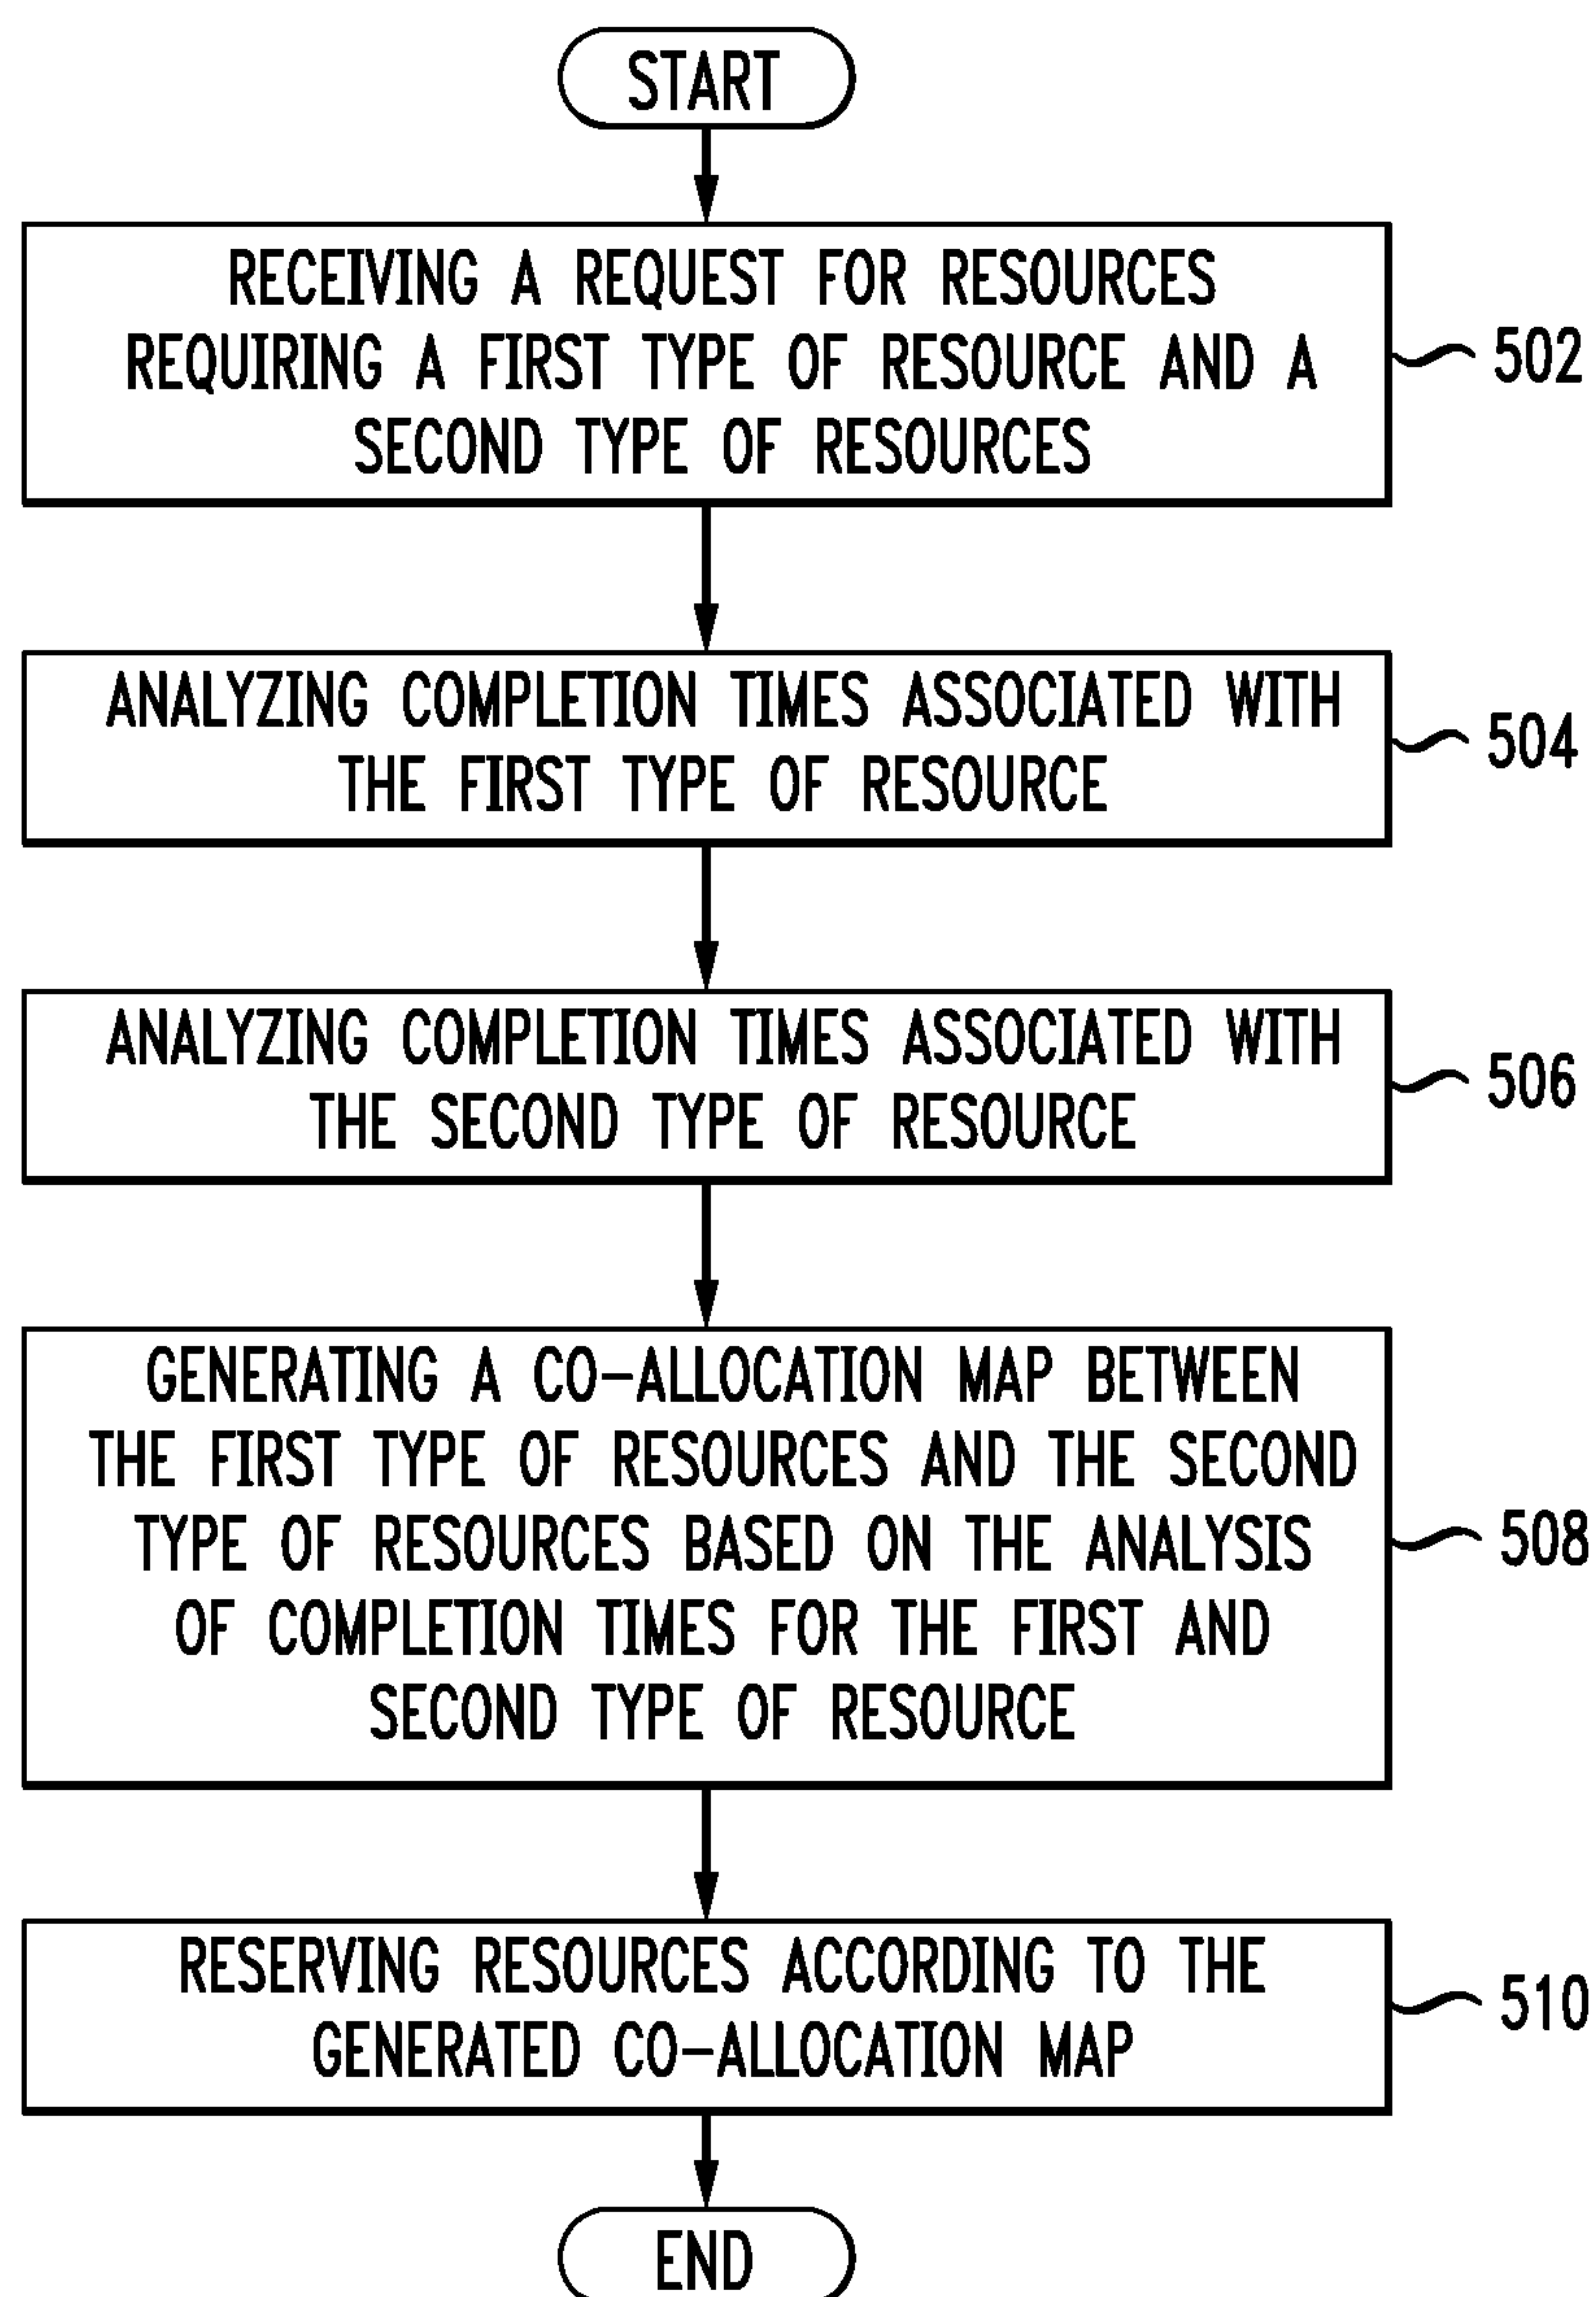 START
RECEIVING A REQUEST FOR RESOURCES
REQUIRING A FIRST TYPE OF RESOURCE AND A
SECOND TYPE OF RESOURCES
502
ANALYZING COMPLETION TIMES ASSOCIATED WITH
THE FIRST TYPE OF RESOURCE
504
ANALYZING COMPLETION TIMES ASSOCIATED WITH
THE SECOND TYPE OF RESOURCE
506
GENERATING A CO-ALLOCATION MAP BETWEEN
THE FIRST TYPE OF RESOURCES AND THE SECOND
TYPE OF RESOURCES BASED ON THE ANALYSIS
OF COMPLETION TIMES FOR THE FIRST AND
SECOND TYPE OF RESOURCE
508
RESERVING RESOURCES ACCORDING TO THE
GENERATED CO-ALLOCATION MAP
510
END